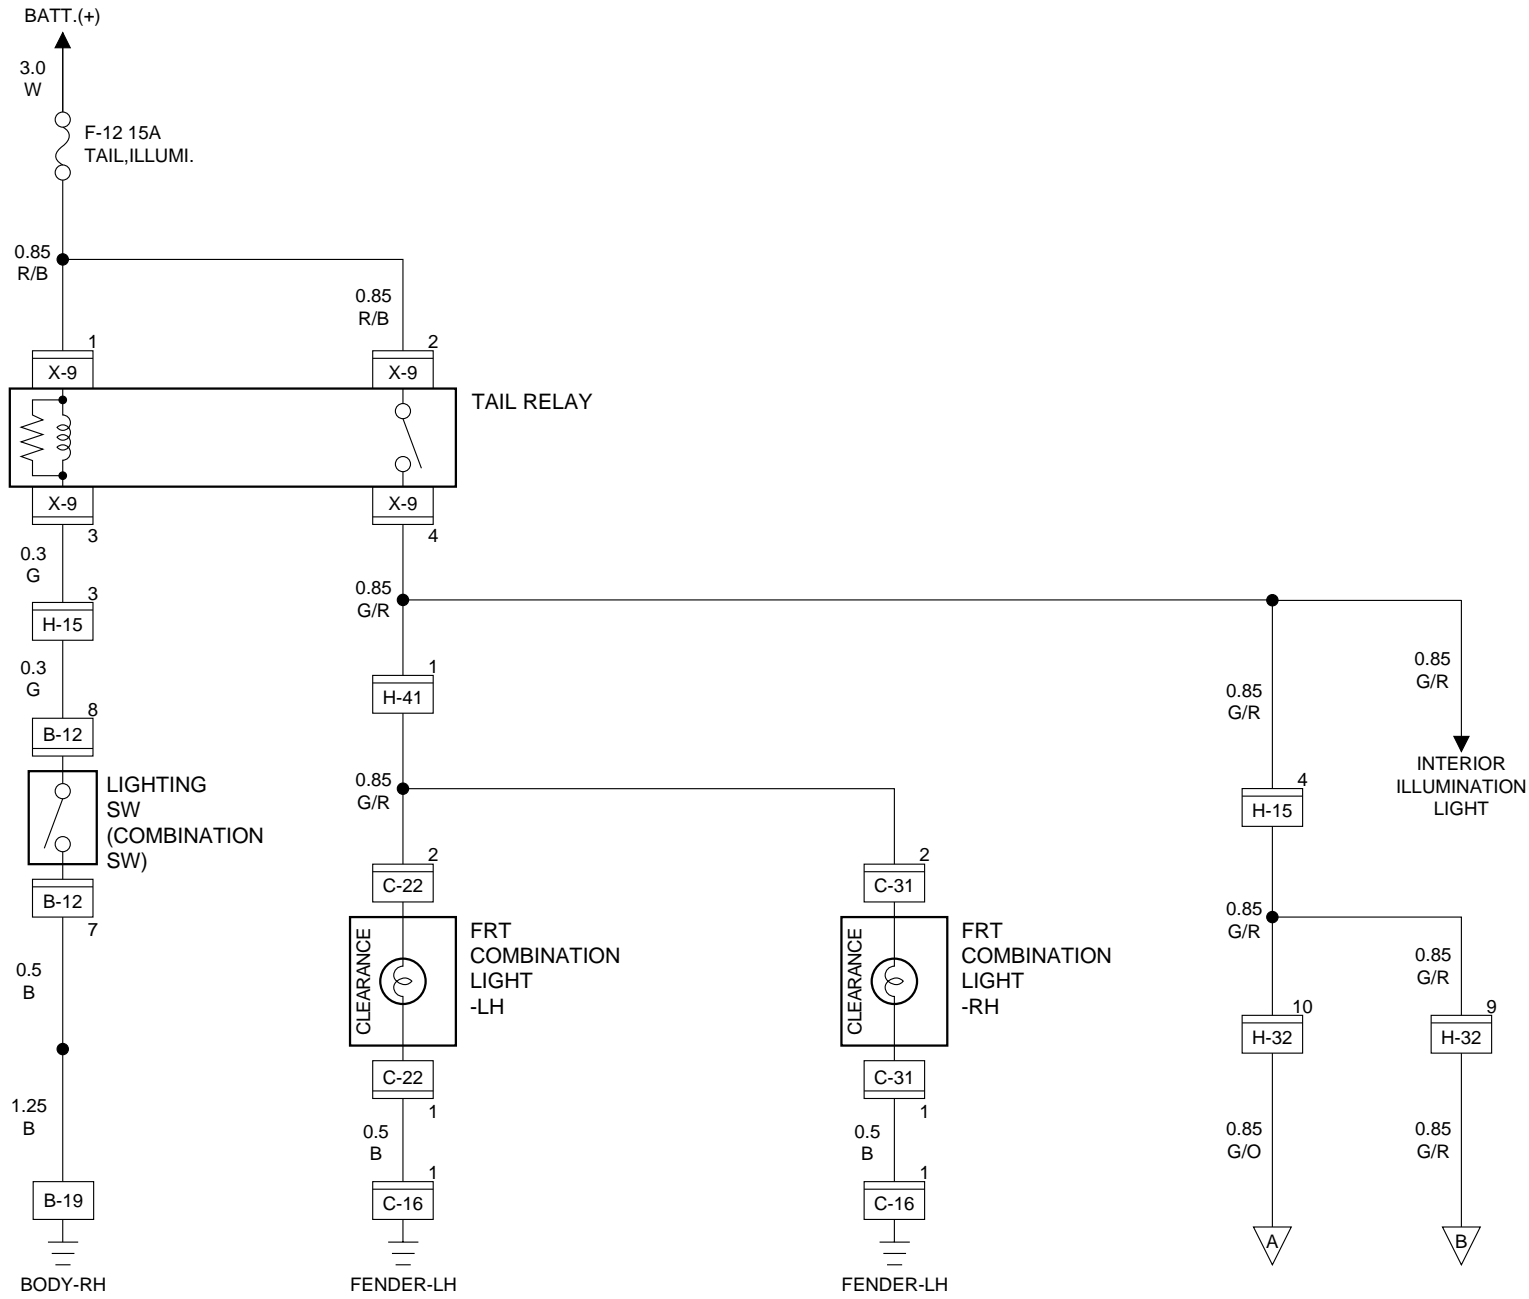 BATT.(+)
3.0
W
F-12 15A
TAIL,ILLUMI.
0.85
R/B
0.85
R/B
1
X-9
2
X-9
TAIL RELAY
X-9
3
X-9
4
0.3
G
3
H-15
0.3
G
8
B-12
LIGHTING
SW
(COMBINATION
SW)
B-12
7
0.5
B
1.25
B
B-19
BODY-RH
0.85
G/R
1
H-41
0.85
G/R
2
C-22
CLEARANCE
FRT
COMBINATION
LIGHT
-LH
C-22
1
0.5
B
1
C-16
FENDER-LH
2
C-31
CLEARANCE
FRT
COMBINATION
LIGHT
-RH
C-31
1
0.5
B
1
C-16
FENDER-LH
0.85
G/R
4
H-15
0.85
G/R
10
H-32
0.85
G/O
A
0.85
G/R
INTERIOR
ILLUMINATION
LIGHT
0.85
G/R
9
H-32
0.85
G/R
B